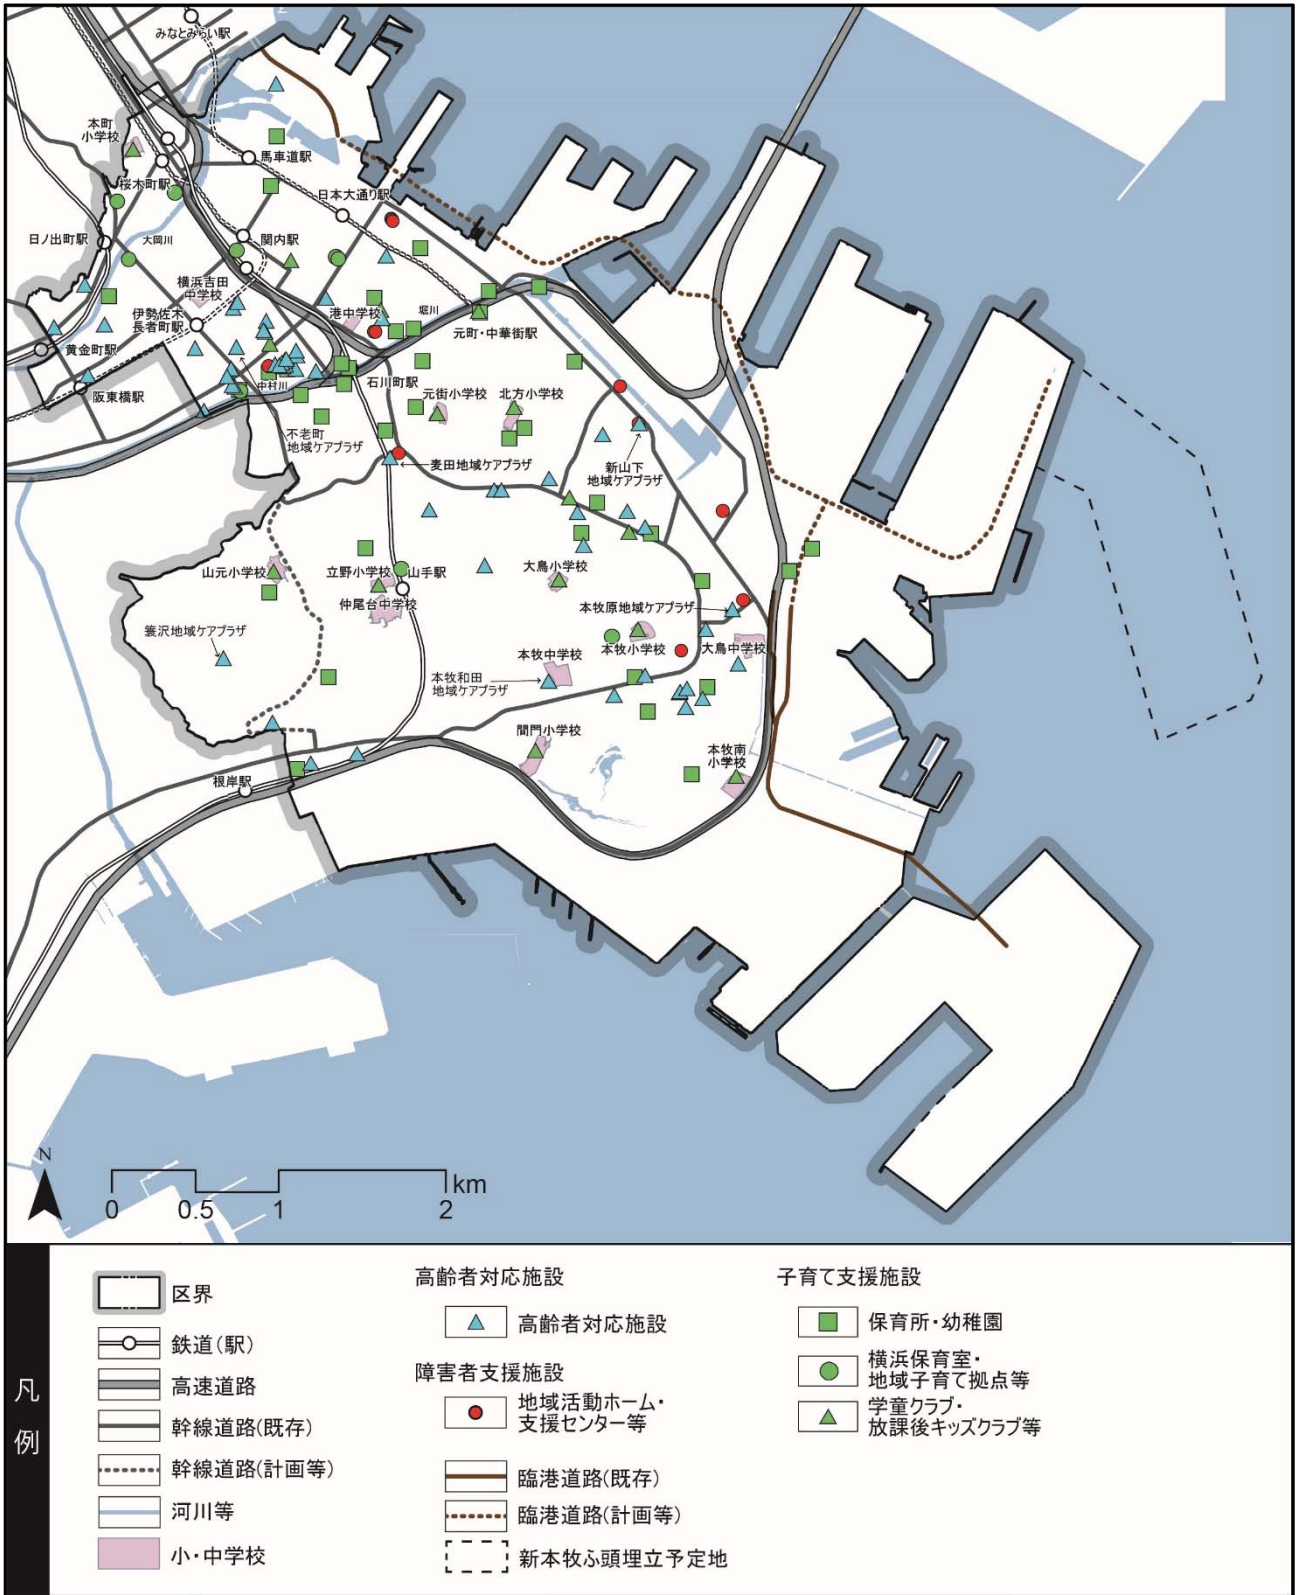 みなとみらい駅
本町
小学校
馬車道駅
桜木町駅
日本大通り駅
日ノ出町駅
大岡川
関内駅
横浜吉田
中学校
伊勢佐木
長者町駅
港中学校
堀川
元町・中華街駅
黄金町駅
石川町駅
阪東橋駅
中村川
元街小学校
北方小学校
不老町
地域ケアプラザ
麦田地域ケアプラザ
新山下
地域ケアプラザ
山元小学校
立野小学校
山手駅
大鳥小学校
仲尾台中学校
本牧原地域ケアプラザ
簑沢地域ケアプラザ
本牧中学校
本牧小学校
大鳥中学校
本牧和田
地域ケアプラザ
間門小学校
本牧南
小学校
根岸駅
N
km
0 0.5 1 2
凡例
区界
鉄道(駅)
高速道路
幹線道路(既存)
幹線道路(計画等)
河川等
小・中学校
高齢者対応施設
高齢者対応施設
障害者支援施設
地域活動ホーム・
支援センター等
臨港道路(既存)
臨港道路(計画等)
新本牧ふ頭埋立予定地
子育て支援施設
保育所・幼稚園
横浜保育室・
地域子育て拠点等
学童クラブ・
放課後キッズクラブ等